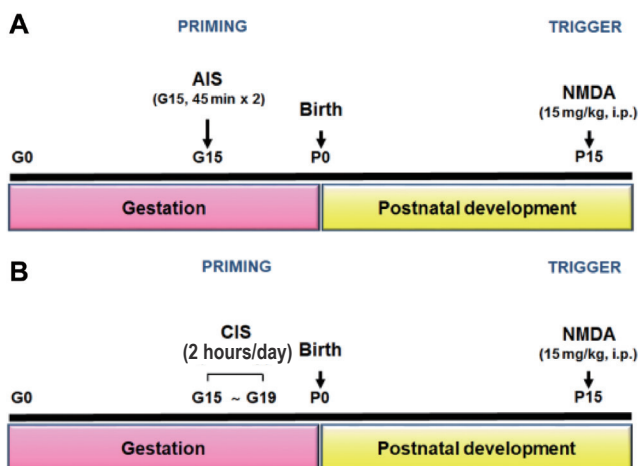 A
PRIMING TRIGGER
AIS
(G15, 45 min x 2)
Birth
NMDA
(15 mg/kg, i.p.)
G0 G15 P0 P15
Gestation Postnatal development
B
PRIMING TRIGGER
CIS
(2 hours/day)
Birth
NMDA
(15 mg/kg, i.p.)
G0 G15 ~ G19 P0 P15
Gestation Postnatal development